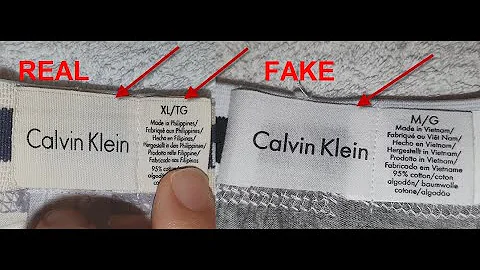 REAL
FAKE
Calvin Klein
XL/TG
Made in Philippines/
Fabriqué aux Philippines/
Hecho en Filipinas/
Hergestellt in den Philippinen/
Prodotto nelle Filippine/
Fabricado aus Filipinas
95% cotton/
algodón/
Calvin Klein
M/G
Made in Vietnam/
Fabriqué au Viêt Nam/
Hecho en Vietnam/
Hergestellt in Vietnam/
Prodotto in Vietnam/
Fabricado em Vietname
95% cotton/coton
algodón/baumwolle
cotone/algodão